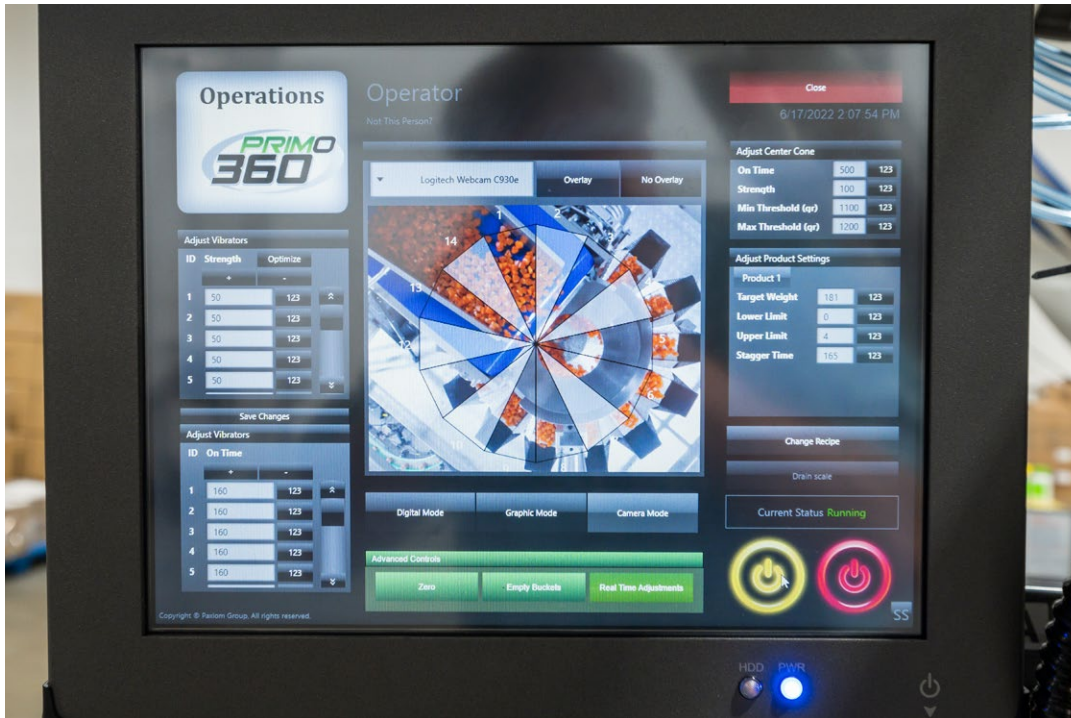 Operations
PRIMO
360
Operator
Not This Person?
Close
6/17/2022 2:07:54 PM
Logitech Webcam C930e
Overlay
No Overlay
Adjust Center Cone
On Time 500 123
Strength 100 123
Min Threshold (gr) 1100 123
Max Threshold (gr) 1200 123
Adjust Vibrators
ID Strength Optimize
+ -
1 50 123
2 50 123
3 50 123
4 50 123
5 50 123
Save Changes
Adjust Vibrators
ID On Time
+ -
1 160 123
2 160 123
3 160 123
4 160 123
5 160 123
1
2
14
13
12
6
10
9
8
Digital Mode
Graphic Mode
Camera Mode
Advanced Controls
Zero
Empty Buckets
Real Time Adjustments
Adjust Product Settings
Product 1
Target Weight 181 123
Lower Limit 0 123
Upper Limit 4 123
Stagger Time 165 123
Change Recipe
Drain scale
Current Status Running
SS
Copyright © Paxiom Group, All rights reserved.
HDD PWR